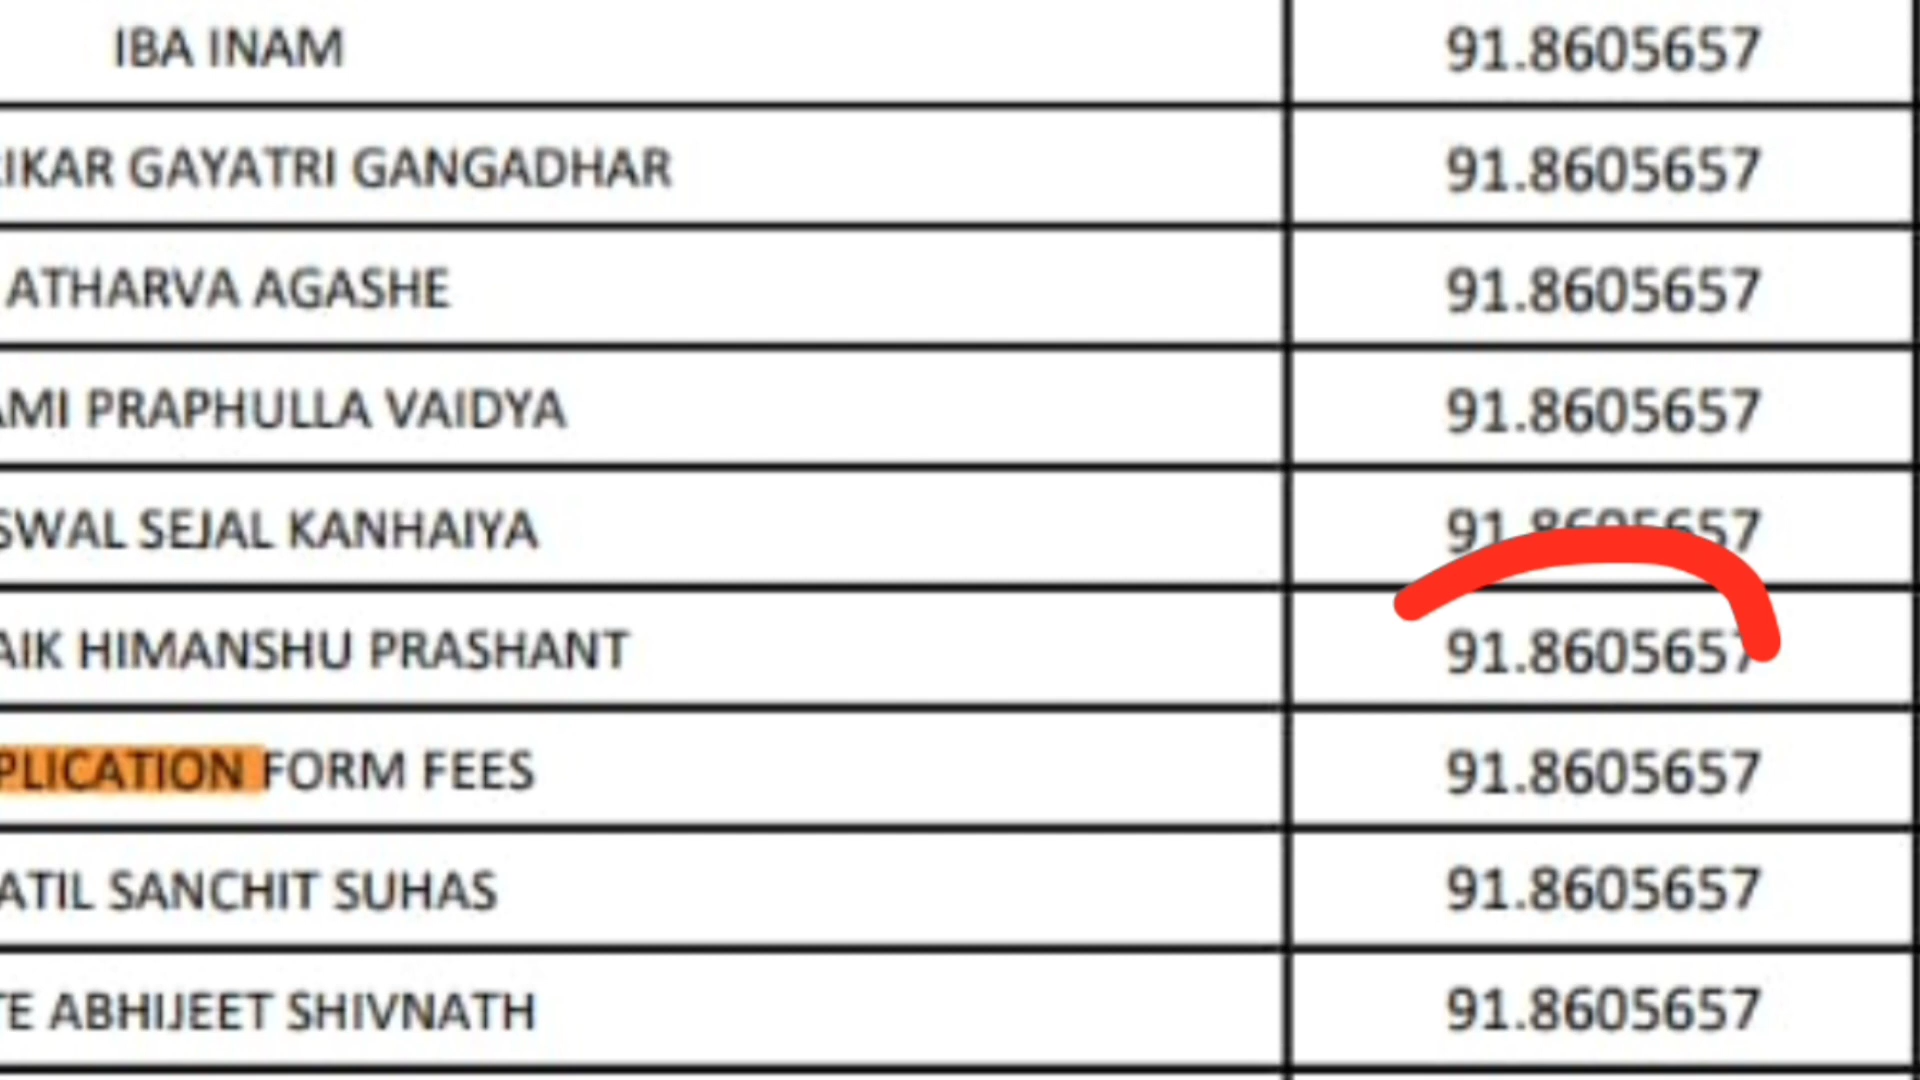 IBA INAM 91.8605657
IKAR GAYATRI GANGADHAR 91.8605657
ATHARVA AGASHE 91.8605657
AMI PRAPHULLA VAIDYA 91.8605657
SWAL SEJAL KANHAIYA 91.8605657
AIK HIMANSHU PRASHANT 91.8605657
PLICATION FORM FEES 91.8605657
ATIL SANCHIT SUHAS 91.8605657
TE ABHIJEET SHIVNATH 91.8605657